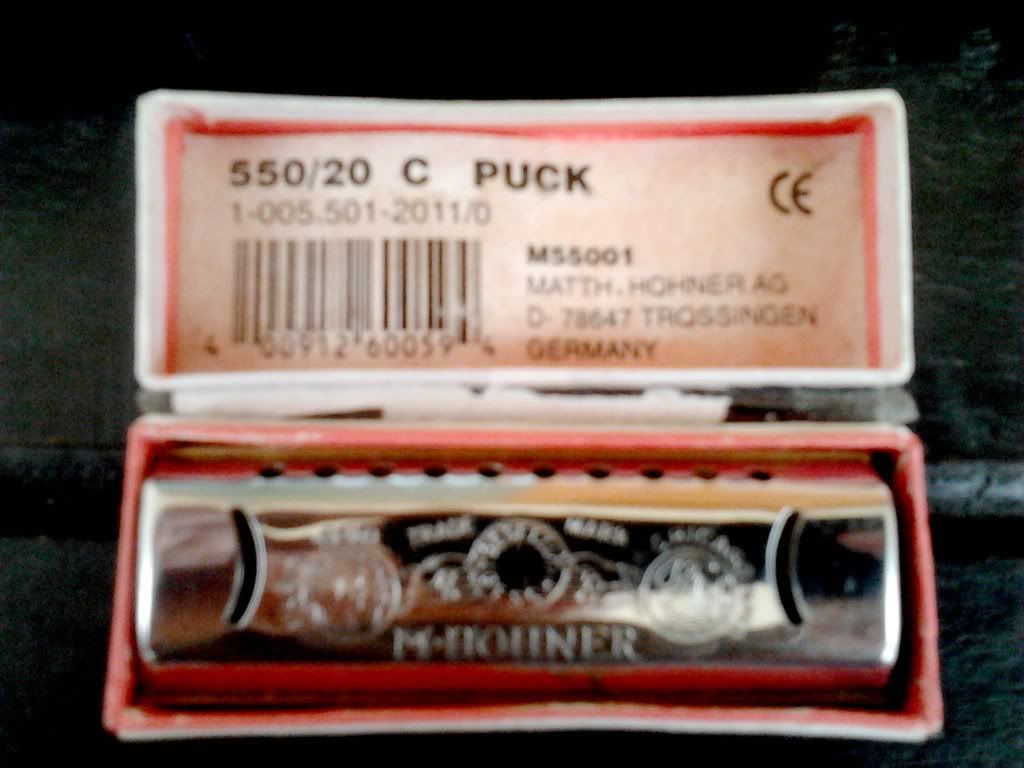 550/20 C PUCK
1-005.501-2011/0
CE
M55001
MATTH. HOHNER AG
D- 78647 TROSSINGEN
GERMANY
4 00912 60059 4
TRADE MARK
M. HOHNER